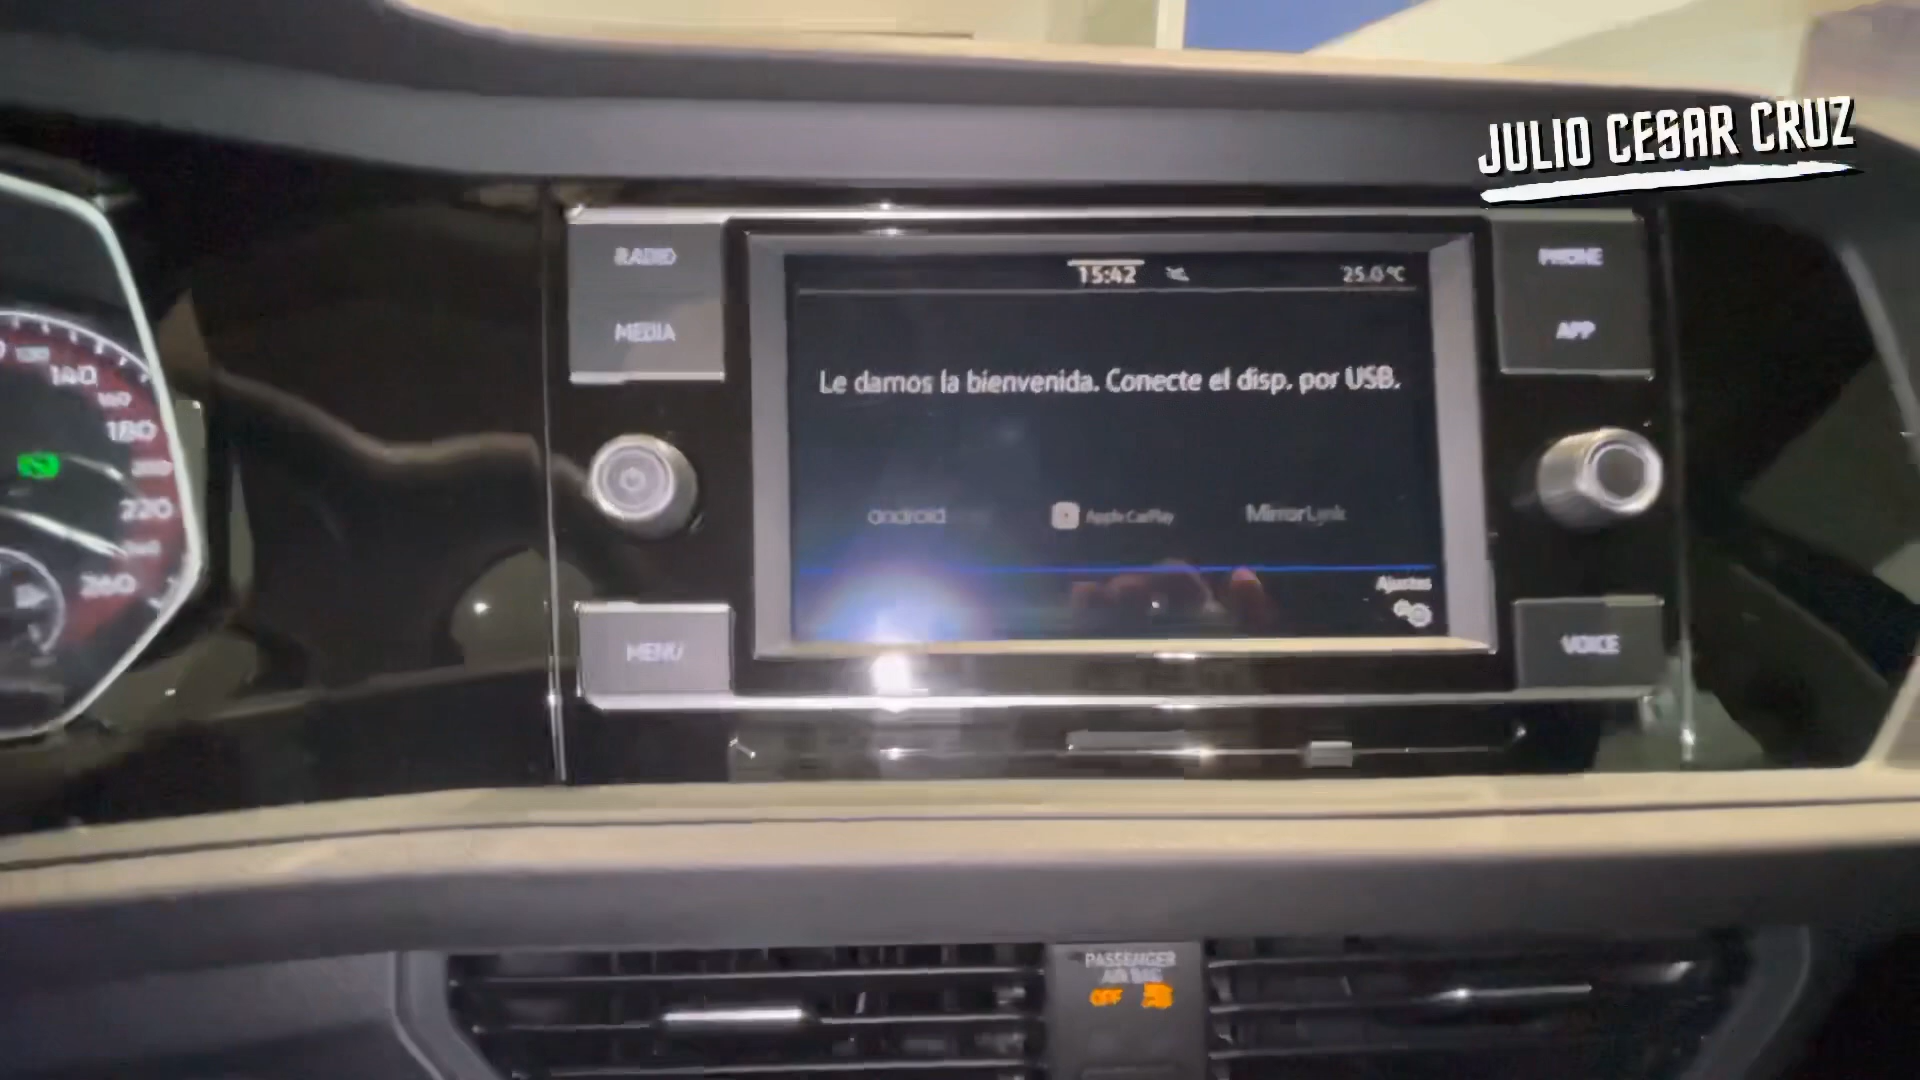 JULIO CESAR CRUZ
RADIO
PHONE
15:42
25.0°C
MEDIA
APP
Le damos la bienvenida. Conecte el disp. por USB.
140
160
180
220
260
android
Apple CarPlay
MirrorLink
Ajustes
MENU
VOICE
PASSENGER
AIR BAG
OFF